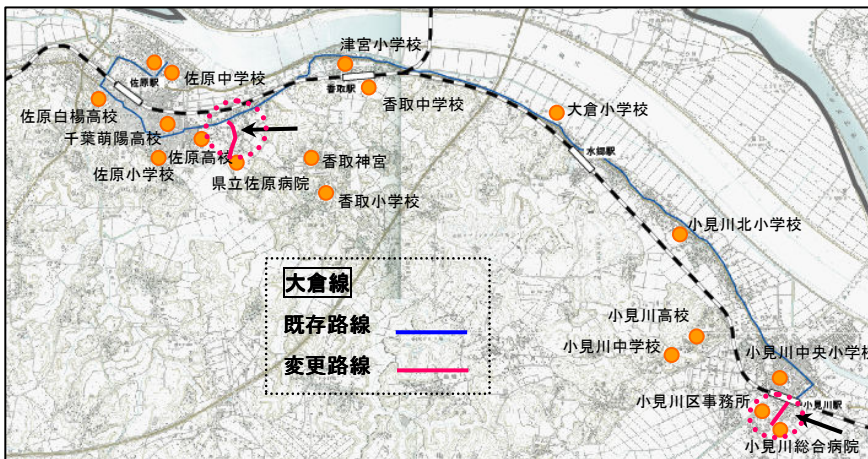 津宮小学校
佐原駅
佐原中学校
香取駅
香取中学校
佐原白楊高校
大倉小学校
千葉萌陽高校
佐原高校
水郷駅
佐原小学校
県立佐原病院
香取神宮
香取小学校
小見川北小学校
大倉線
既存路線
変更路線
小見川高校
小見川中学校
小見川中央小学校
小見川区事務所
小見川駅
小見川総合病院